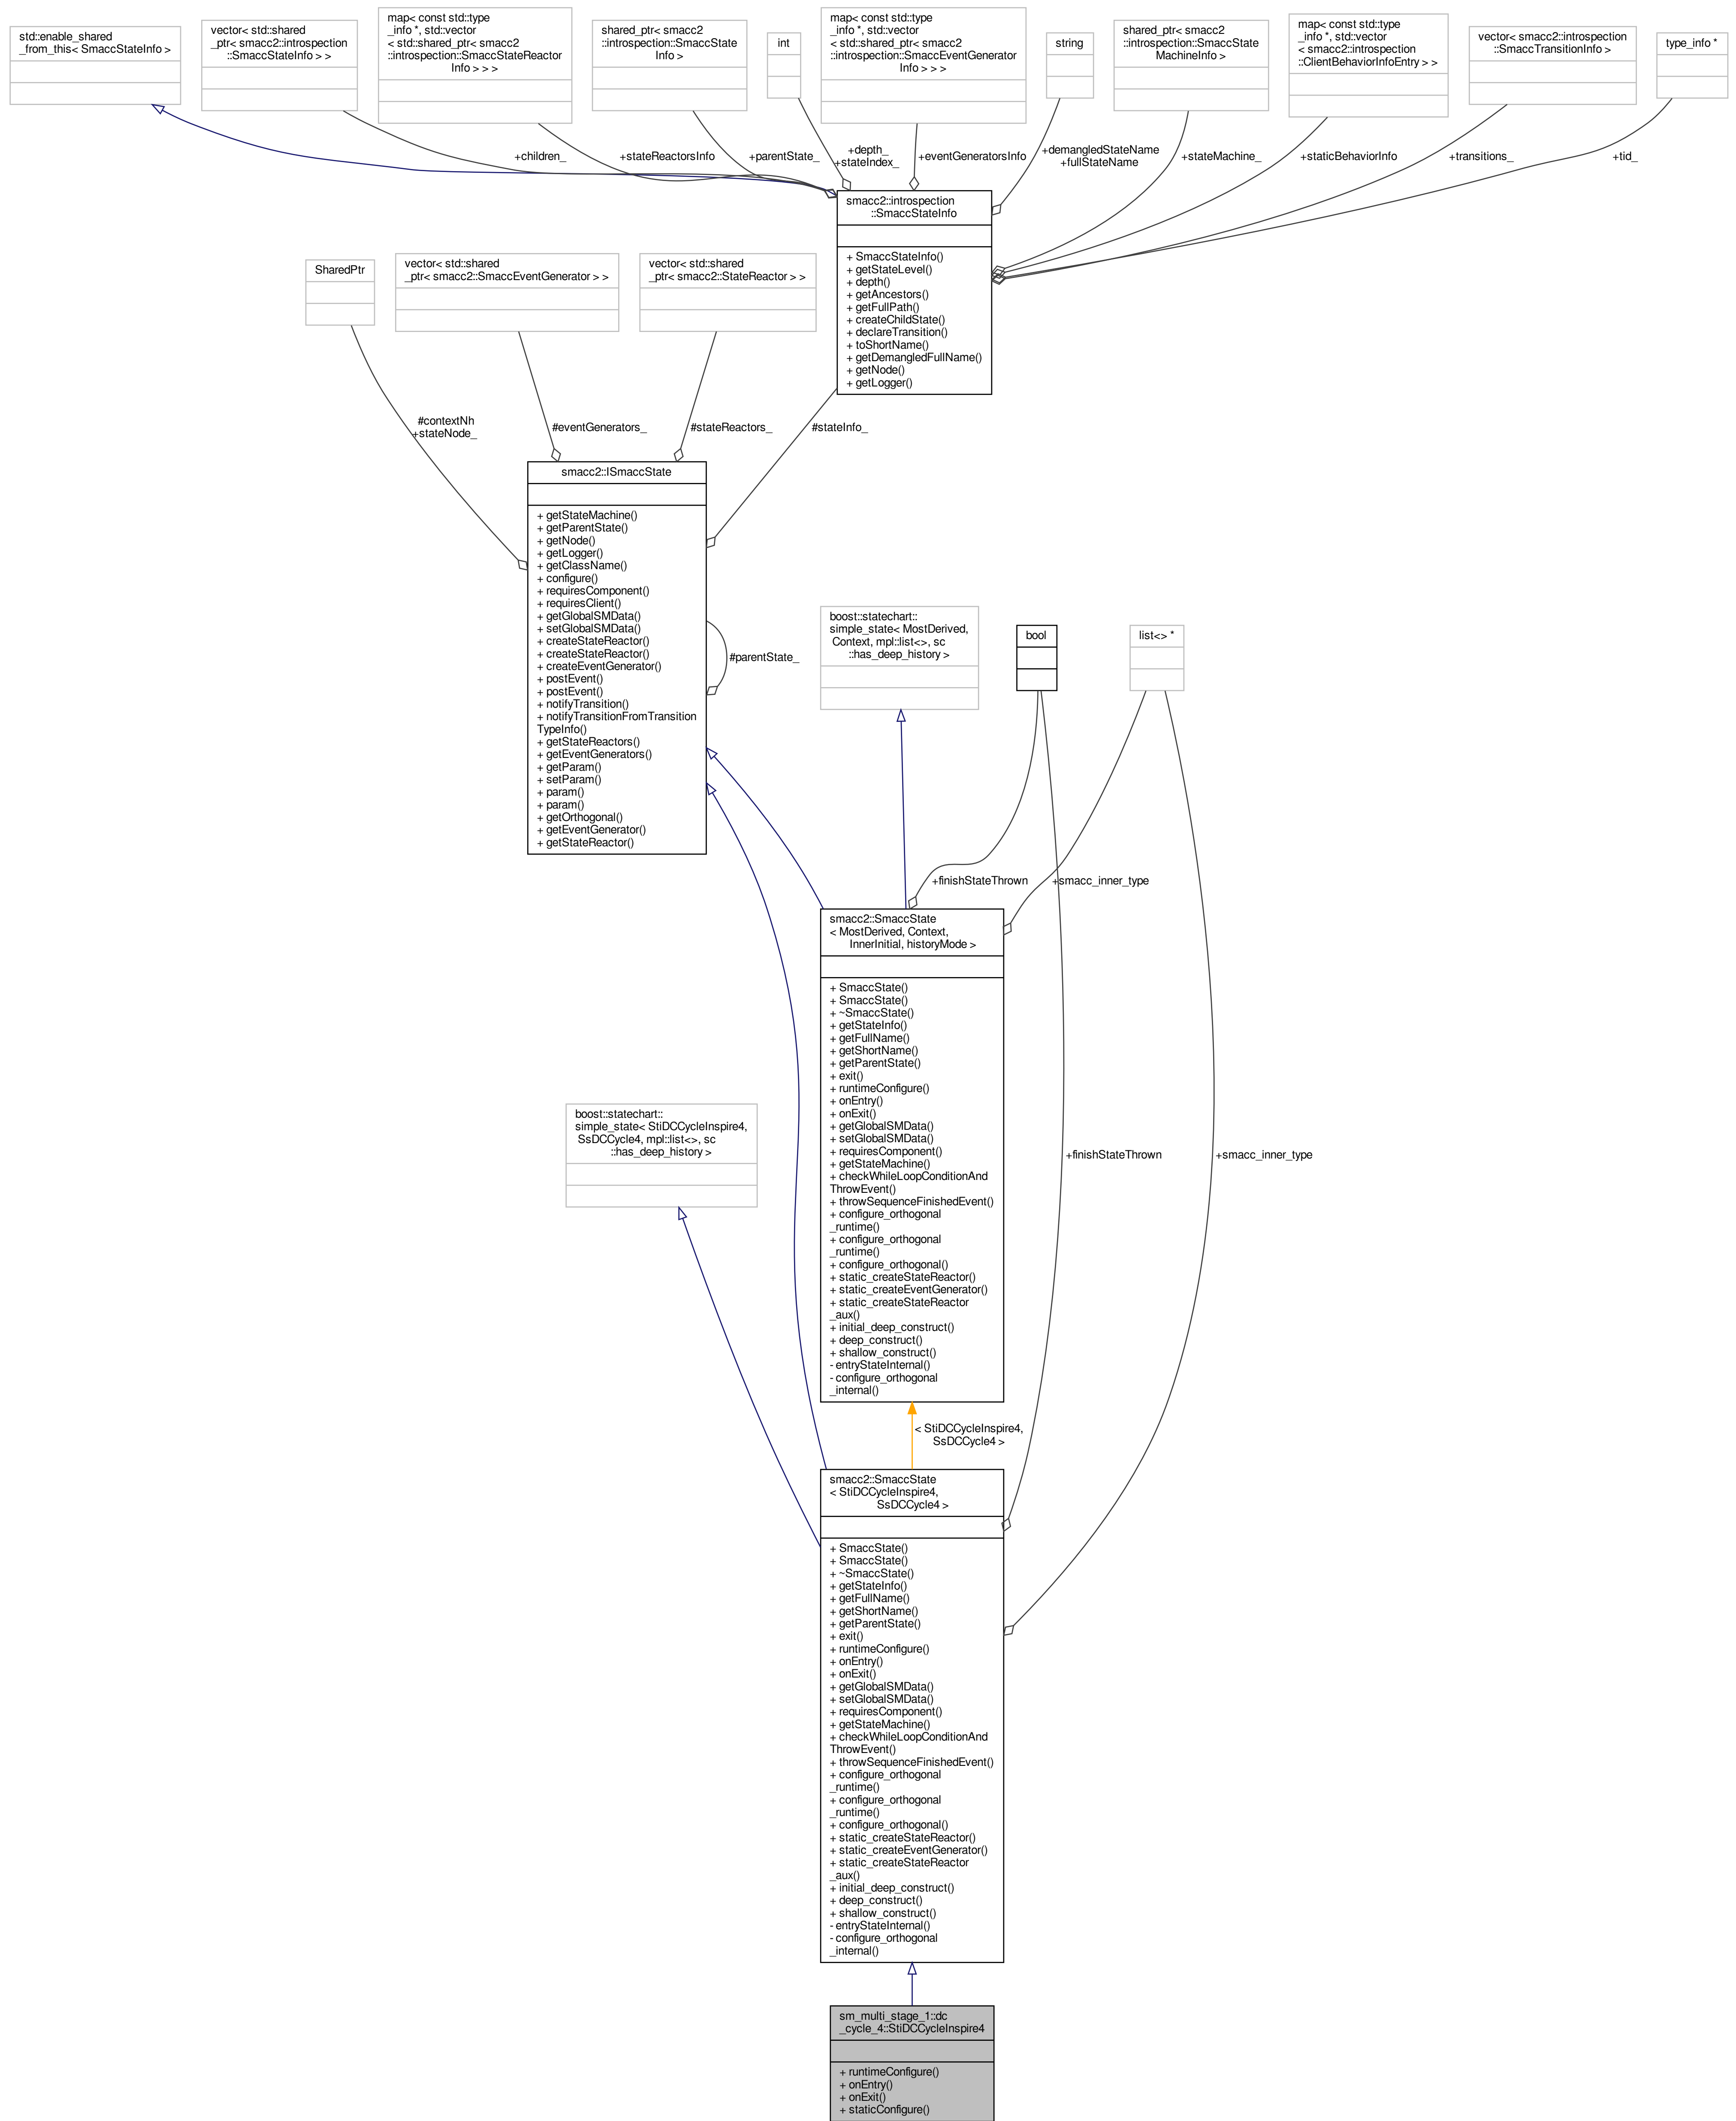 std::enable_shared
_from_this< SmaccStateInfo >
vector< std::shared
_ptr< smacc2::introspection
::SmaccStateInfo > >
map< const std::type
_info *, std::vector
< std::shared_ptr< smacc2
::introspection::SmaccStateReactor
Info > > >
shared_ptr< smacc2
::introspection::SmaccState
Info >
int
map< const std::type
_info *, std::vector
< std::shared_ptr< smacc2
::introspection::SmaccEventGenerator
Info > > >
string
shared_ptr< smacc2
::introspection::SmaccState
MachineInfo >
map< const std::type
_info *, std::vector
< smacc2::introspection
::ClientBehaviorInfoEntry > >
vector< smacc2::introspection
::SmaccTransitionInfo >
type_info *
+children_
+stateReactorsInfo
+parentState_
+depth_
+stateIndex_
+eventGeneratorsInfo
+demangledStateName
+fullStateName
+stateMachine_
+staticBehaviorInfo
+transitions_
+tid_
smacc2::introspection
::SmaccStateInfo
+ SmaccStateInfo()
+ getStateLevel()
+ depth()
+ getAncestors()
+ getFullPath()
+ createChildState()
+ declareTransition()
+ toShortName()
+ getDemangledFullName()
+ getNode()
+ getLogger()
SharedPtr
vector< std::shared
_ptr< smacc2::SmaccEventGenerator > >
vector< std::shared
_ptr< smacc2::StateReactor > >
#contextNh
+stateNode_
#eventGenerators_
#stateReactors_
#stateInfo_
smacc2::ISmaccState
+ getStateMachine()
+ getParentState()
+ getNode()
+ getLogger()
+ getClassName()
+ configure()
+ requiresComponent()
+ requiresClient()
+ getGlobalSMData()
+ setGlobalSMData()
+ createStateReactor()
+ createStateReactor()
+ createEventGenerator()
+ postEvent()
+ postEvent()
+ notifyTransition()
+ notifyTransitionFromTransition
TypeInfo()
+ getStateReactors()
+ getEventGenerators()
+ getParam()
+ setParam()
+ param()
+ param()
+ getOrthogonal()
+ getEventGenerator()
+ getStateReactor()
#parentState_
boost::statechart::
simple_state< MostDerived,
Context, mpl::list<>, sc
::has_deep_history >
bool
list<> *
+finishStateThrown
+smacc_inner_type
smacc2::SmaccState
< MostDerived, Context,
InnerInitial, historyMode >
+ SmaccState()
+ SmaccState()
+ ~SmaccState()
+ getStateInfo()
+ getFullName()
+ getShortName()
+ getParentState()
+ exit()
+ runtimeConfigure()
+ onEntry()
+ onExit()
+ getGlobalSMData()
+ setGlobalSMData()
+ requiresComponent()
+ getStateMachine()
+ checkWhileLoopConditionAnd
ThrowEvent()
+ throwSequenceFinishedEvent()
+ configure_orthogonal
_runtime()
+ configure_orthogonal
_runtime()
+ configure_orthogonal()
+ static_createStateReactor()
+ static_createEventGenerator()
+ static_createStateReactor
_aux()
+ initial_deep_construct()
+ deep_construct()
+ shallow_construct()
- entryStateInternal()
- configure_orthogonal
_internal()
boost::statechart::
simple_state< StiDCCycleInspire4,
SsDCCycle4, mpl::list<>, sc
::has_deep_history >
+finishStateThrown
+smacc_inner_type
< StiDCCycleInspire4,
SsDCCycle4 >
smacc2::SmaccState
< StiDCCycleInspire4,
SsDCCycle4 >
+ SmaccState()
+ SmaccState()
+ ~SmaccState()
+ getStateInfo()
+ getFullName()
+ getShortName()
+ getParentState()
+ exit()
+ runtimeConfigure()
+ onEntry()
+ onExit()
+ getGlobalSMData()
+ setGlobalSMData()
+ requiresComponent()
+ getStateMachine()
+ checkWhileLoopConditionAnd
ThrowEvent()
+ throwSequenceFinishedEvent()
+ configure_orthogonal
_runtime()
+ configure_orthogonal
_runtime()
+ configure_orthogonal()
+ static_createStateReactor()
+ static_createEventGenerator()
+ static_createStateReactor
_aux()
+ initial_deep_construct()
+ deep_construct()
+ shallow_construct()
- entryStateInternal()
- configure_orthogonal
_internal()
sm_multi_stage_1::dc
_cycle_4::StiDCCycleInspire4
+ runtimeConfigure()
+ onEntry()
+ onExit()
+ staticConfigure()